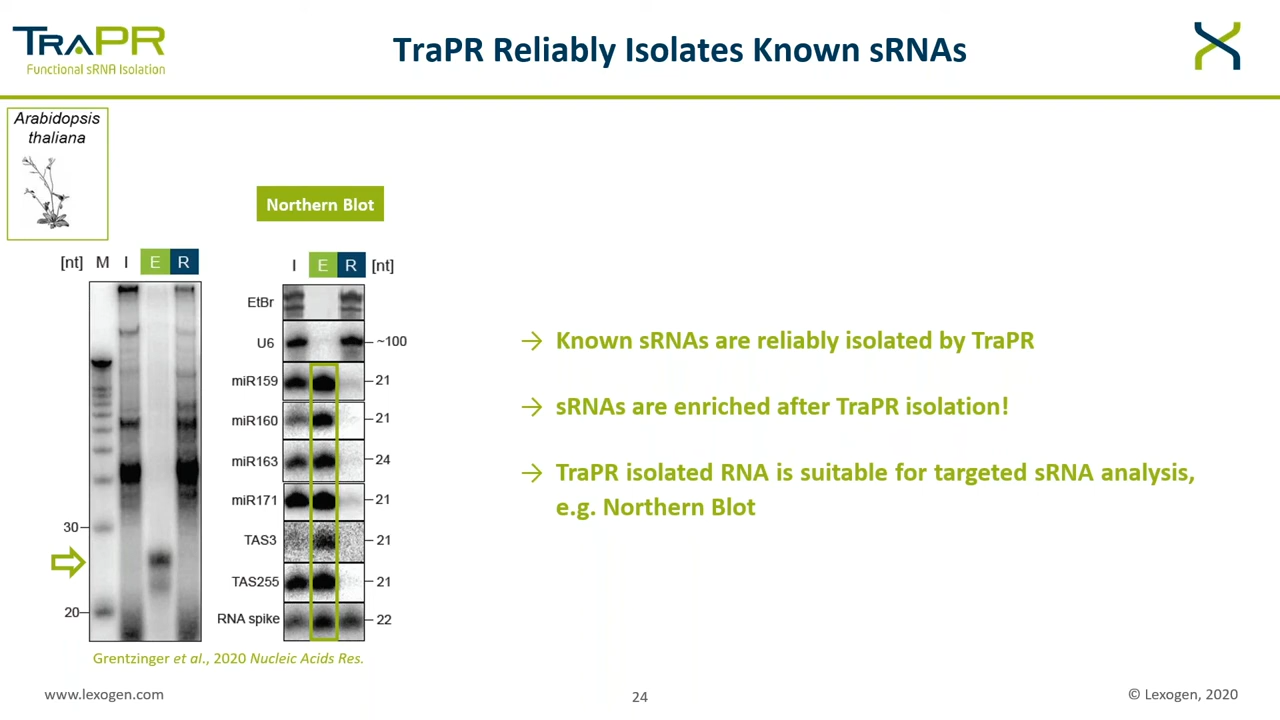 TRAPR
Functional sRNA Isolation
TraPR Reliably Isolates Known sRNAs
Arabidopsis
thaliana
Northern Blot
[nt] M I E R
30
20
I E R [nt]
EtBr
U6 ~100
miR159 21
miR160 21
miR163 24
miR171 21
TAS3 21
TAS255 21
RNA spike 22
Grentzinger et al., 2020 Nucleic Acids Res.
→ Known sRNAs are reliably isolated by TraPR
→ sRNAs are enriched after TraPR isolation!
→ TraPR isolated RNA is suitable for targeted sRNA analysis,
e.g. Northern Blot
www.lexogen.com
24
© Lexogen, 2020